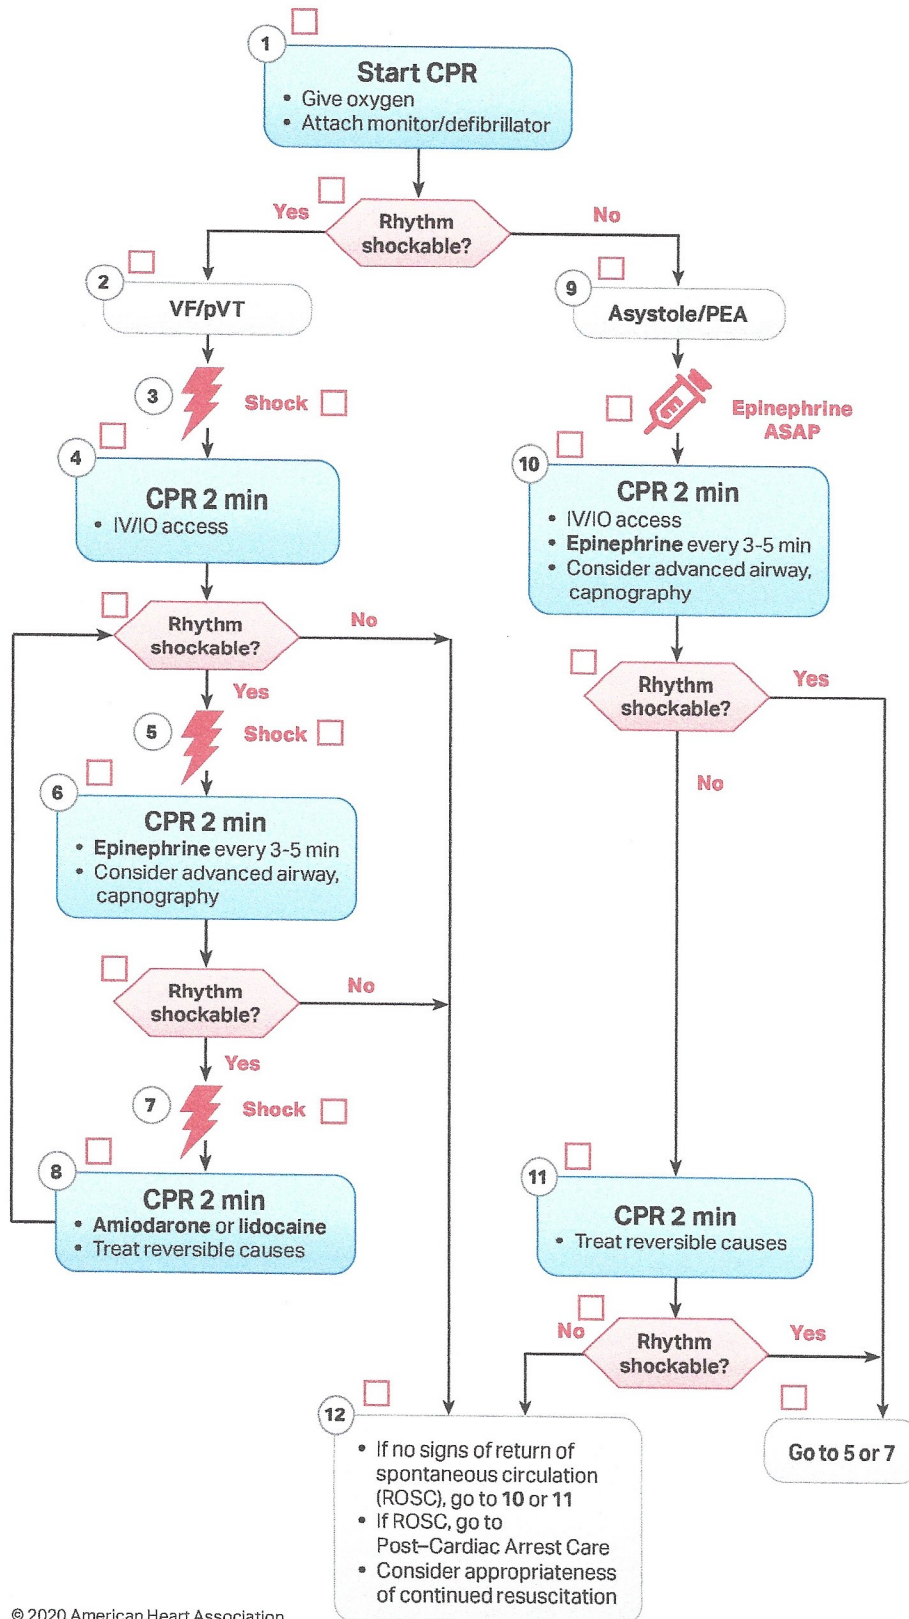 1
Start CPR
• Give oxygen
• Attach monitor/defibrillator
Rhythm
shockable?
Yes
No
2
VF/pVT
3
Shock
4
CPR 2 min
• IV/IO access
Rhythm
shockable?
No
Yes
5
Shock
6
CPR 2 min
• Epinephrine every 3-5 min
• Consider advanced airway,
capnography
Rhythm
shockable?
No
Yes
7
Shock
8
CPR 2 min
• Amiodarone or lidocaine
• Treat reversible causes
9
Asystole/PEA
E
Epinephrine
ASAP
10
CPR 2 min
• IV/IO access
• Epinephrine every 3-5 min
• Consider advanced airway,
capnography
Rhythm
shockable?
Yes
No
11
CPR 2 min
• Treat reversible causes
Rhythm
shockable?
No
Yes
12
• If no signs of return of
spontaneous circulation
(ROSC), go to 10 or 11
• If ROSC, go to
Post–Cardiac Arrest Care
• Consider appropriateness
of continued resuscitation
Go to 5 or 7
© 2020 American Heart Association